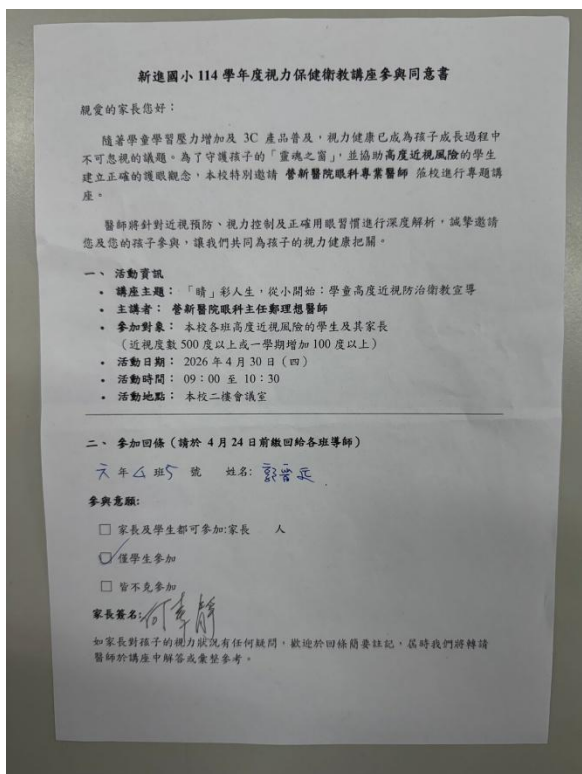 新進國小 114 學年度視力保健衛教講座參與同意書
親愛的家長您好：
隨著學童學習壓力增加及 3C 產品普及，視力健康已成為孩子成長過程中
不可忽視的議題。為了守護孩子的「靈魂之窗」，並協助高度近視風險的學生
建立正確的護眼觀念，本校特別邀請 營新醫院眼科專業醫師 蒞校進行專題講
座。
醫師將針對近視預防、視力控制及正確用眼習慣進行深度解析，誠摯邀請
您及您的孩子參與，讓我們共同為孩子的視力健康把關。
一、 活動資訊
• 講座主題： 「晴」彩人生，從小開始：學童高度近視防治衛教宣導
• 主講者： 營新醫院眼科主任鄭理想醫師
• 參加對象： 本校各班高度近視風險的學生及其家長
（近視度數 500 度以上或一學期增加 100 度以上）
• 活動日期： 2026 年 4 月 30 日（四）
• 活動時間： 09：00 至 10：30
• 活動地點： 本校二樓會議室
二、 參加回條（請於 4 月 24 日前繳回給各班導師）
六 年 班 5 號 姓名: 郭晉延
參與意願:
□ 家長及學生都可參加:家長 人
☑ 僅學生參加
□ 皆不克參加
家長簽名: 何 靜
如家長對孩子的視力狀況有任何疑問，歡迎於回條簡要註記，屆時我們將轉請
醫師於講座中解答或彙整參考。